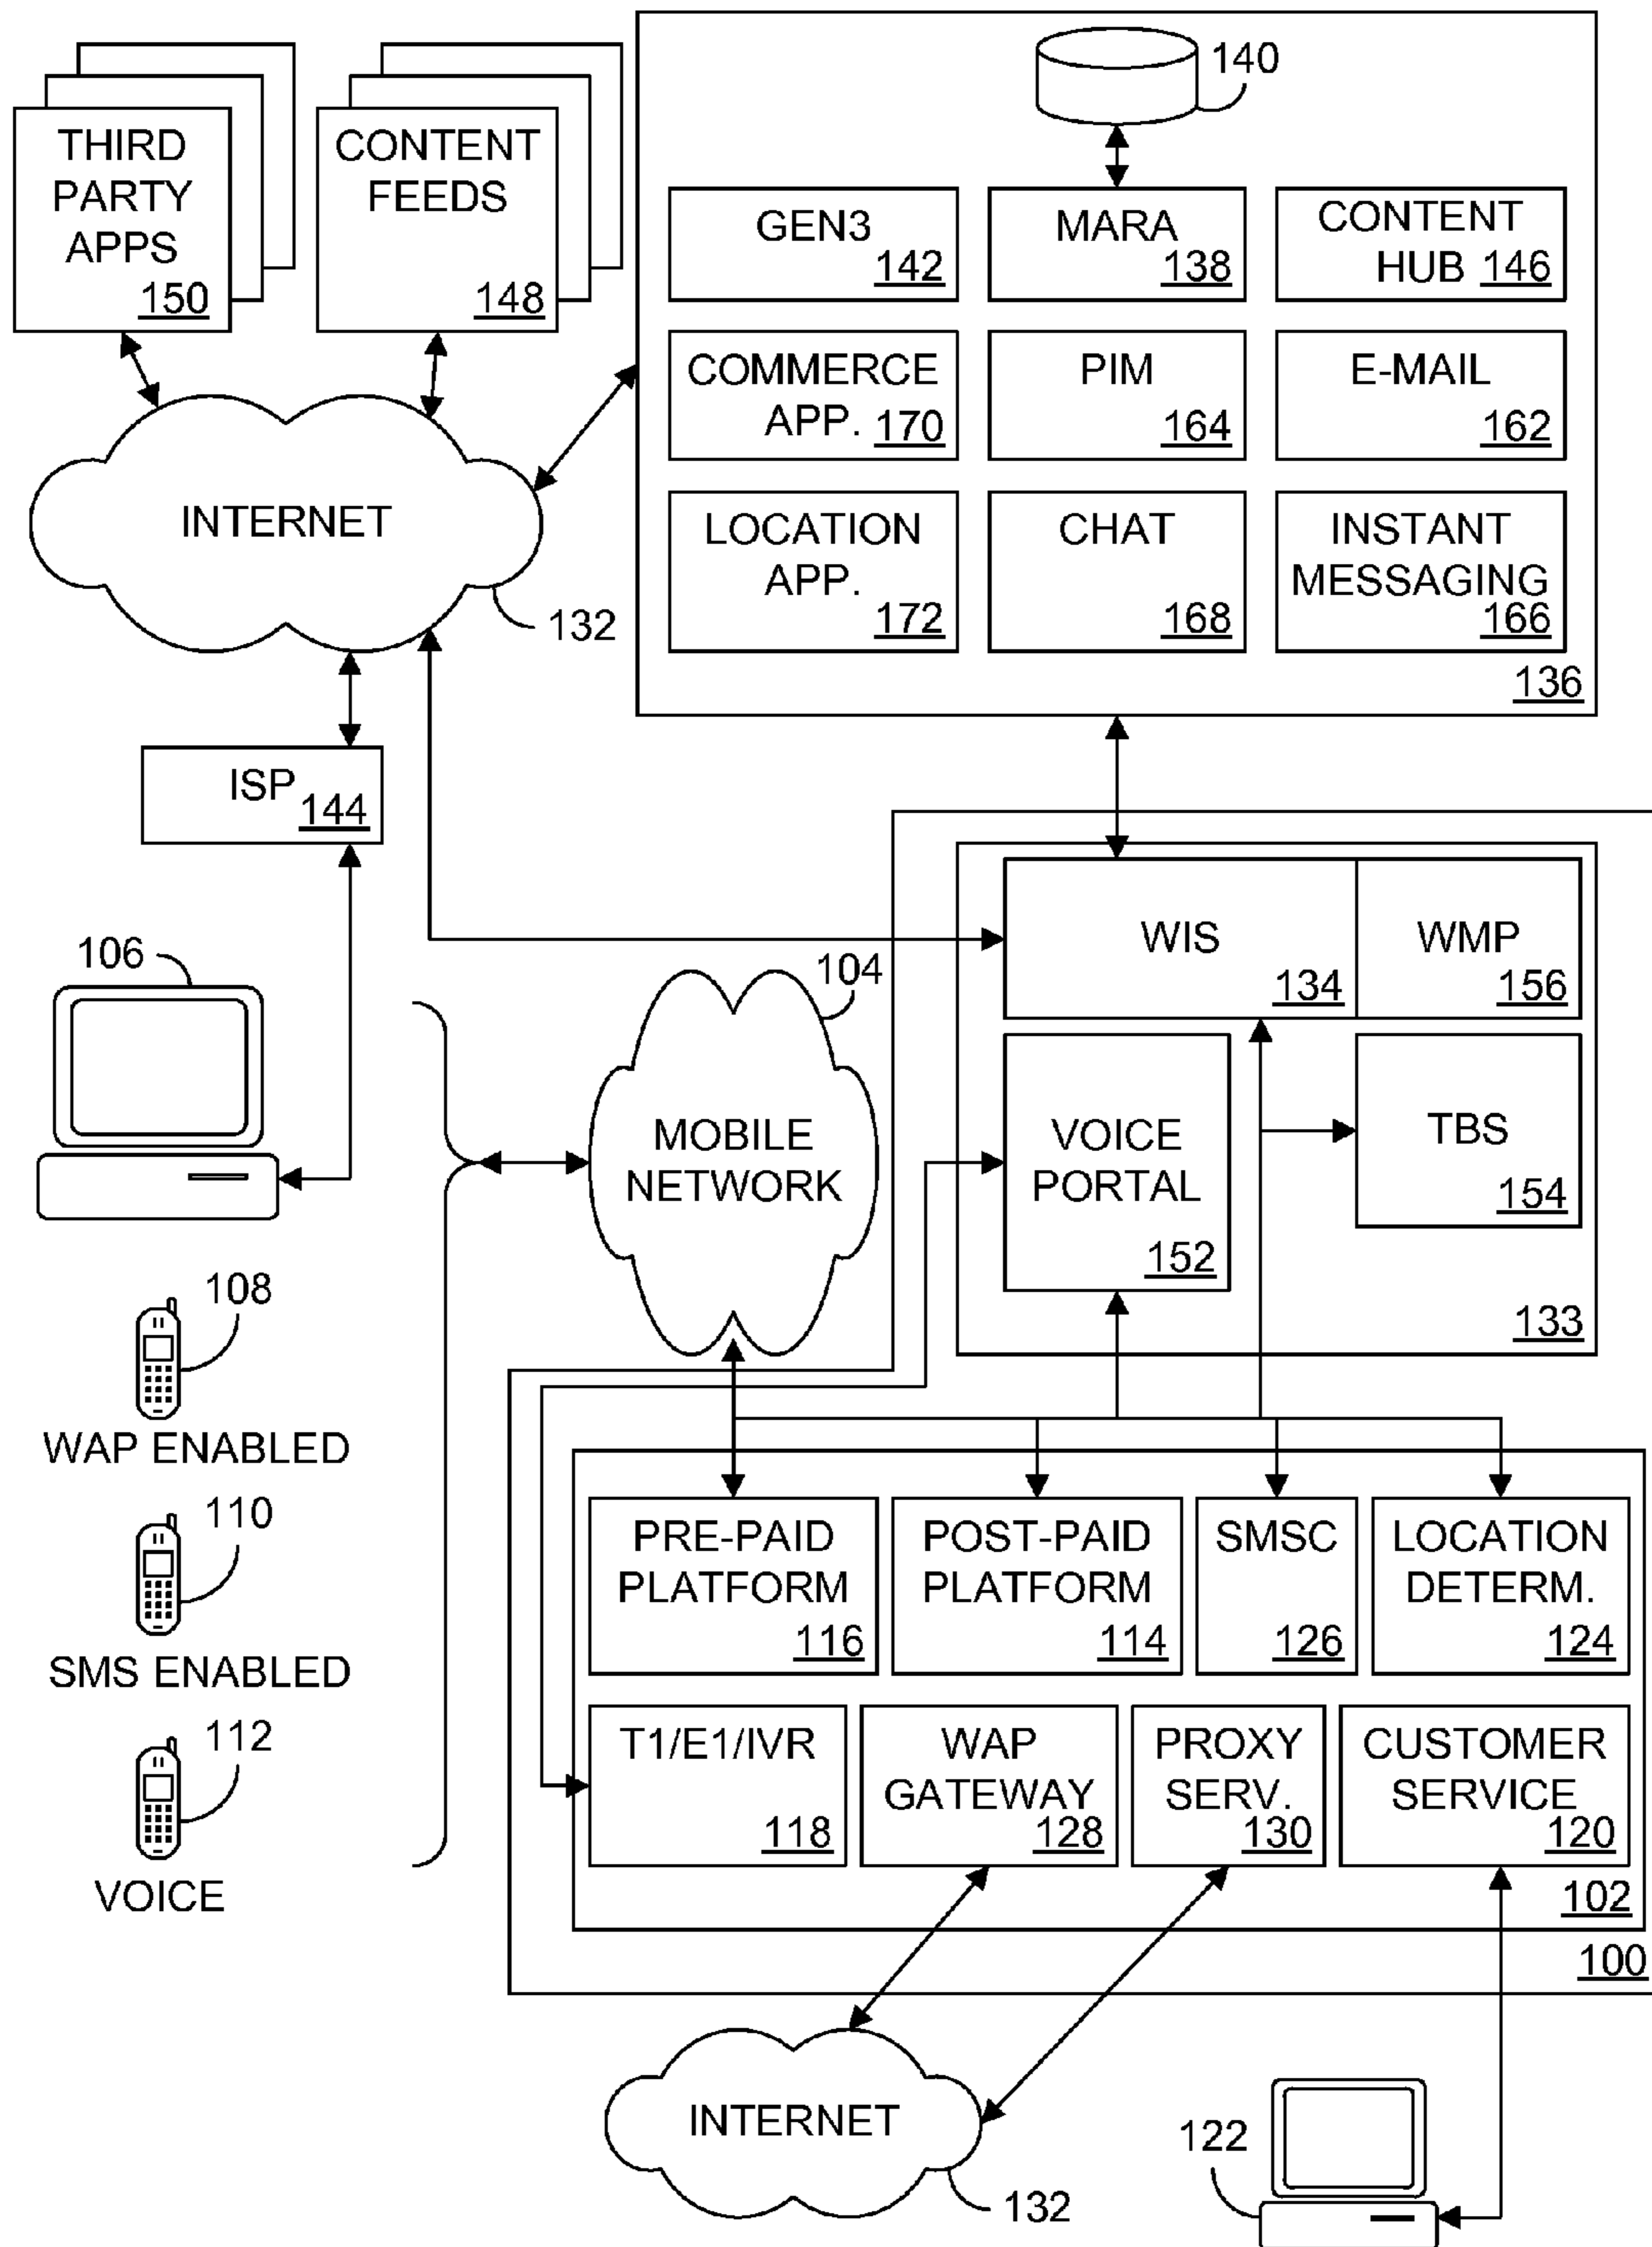 THIRD
PARTY
APPS
150
CONTENT
FEEDS
148
140
GEN3
142
MARA
138
CONTENT
HUB 146
COMMERCE
APP. 170
PIM
164
E-MAIL
162
LOCATION
APP.
172
CHAT
168
INSTANT
MESSAGING
166
136
INTERNET
132
ISP
144
WIS
134
WMP
156
106
104
MOBILE
NETWORK
VOICE
PORTAL
152
TBS
154
133
108
WAP ENABLED
110
SMS ENABLED
112
VOICE
PRE-PAID
PLATFORM
116
POST-PAID
PLATFORM
114
SMSC
126
LOCATION
DETERM.
124
T1/E1/IVR
118
WAP
GATEWAY
128
PROXY
SERV.
130
CUSTOMER
SERVICE
120
102
100
INTERNET
132
122